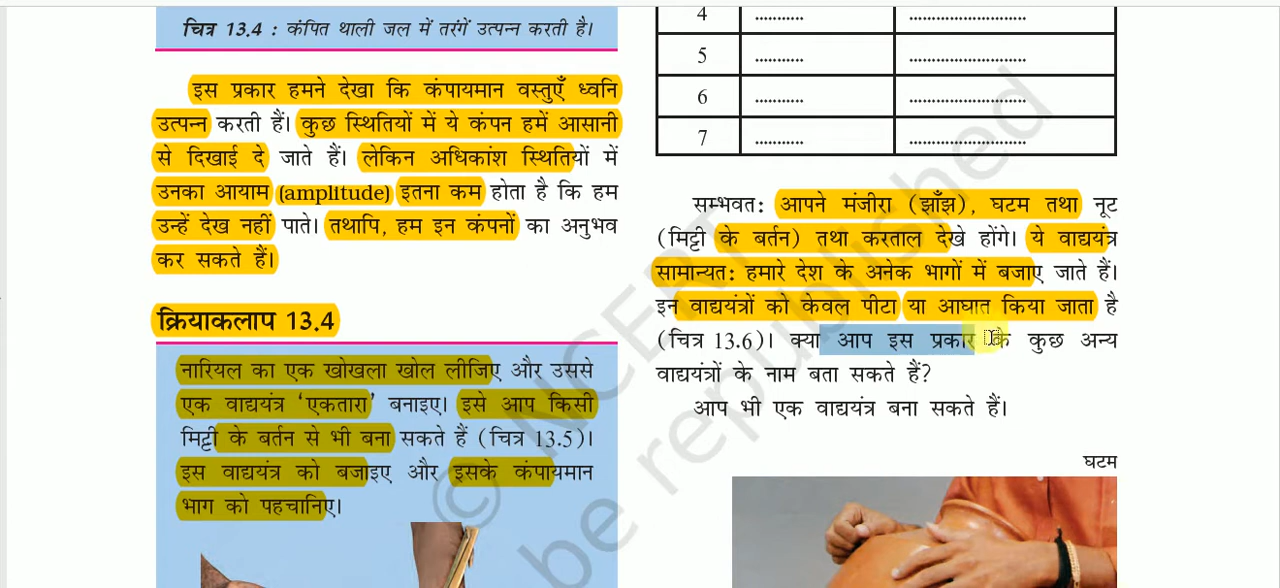 चित्र 13.4 : कंपित थाली जल में तरंगें उत्पन्न करती है।
इस प्रकार हमने देखा कि कंपायमान वस्तुएँ ध्वनि
उत्पन्न करती हैं। कुछ स्थितियों में ये कंपन हमें आसानी
से दिखाई दे जाते हैं। लेकिन अधिकांश स्थितियों में
उनका आयाम (amplitude) इतना कम होता है कि हम
उन्हें देख नहीं पाते। तथापि, हम इन कंपनों का अनुभव
कर सकते हैं।
क्रियाकलाप 13.4
नारियल का एक खोखला खोल लीजिए और उससे
एक वाद्ययंत्र ‘एकतारा’ बनाइए। इसे आप किसी
मिट्टी के बर्तन से भी बना सकते हैं (चित्र 13.5)।
इस वाद्ययंत्र को बजाइए और इसके कंपायमान
भाग को पहचानिए।
4 ........... ..........................
5 ........... ..........................
6 ........... ..........................
7 ........... ..........................
सम्भवत: आपने मंजीरा (झाँझ), घटम तथा नूट
(मिट्टी के बर्तन) तथा करताल देखे होंगे। ये वाद्ययंत्र
सामान्यत: हमारे देश के अनेक भागों में बजाए जाते हैं।
इन वाद्ययंत्रों को केवल पीटा या आघात किया जाता है
(चित्र 13.6)। क्या आप इस प्रकार के कुछ अन्य
वाद्ययंत्रों के नाम बता सकते हैं?
आप भी एक वाद्ययंत्र बना सकते हैं।
घटम
© NCERT
be republished